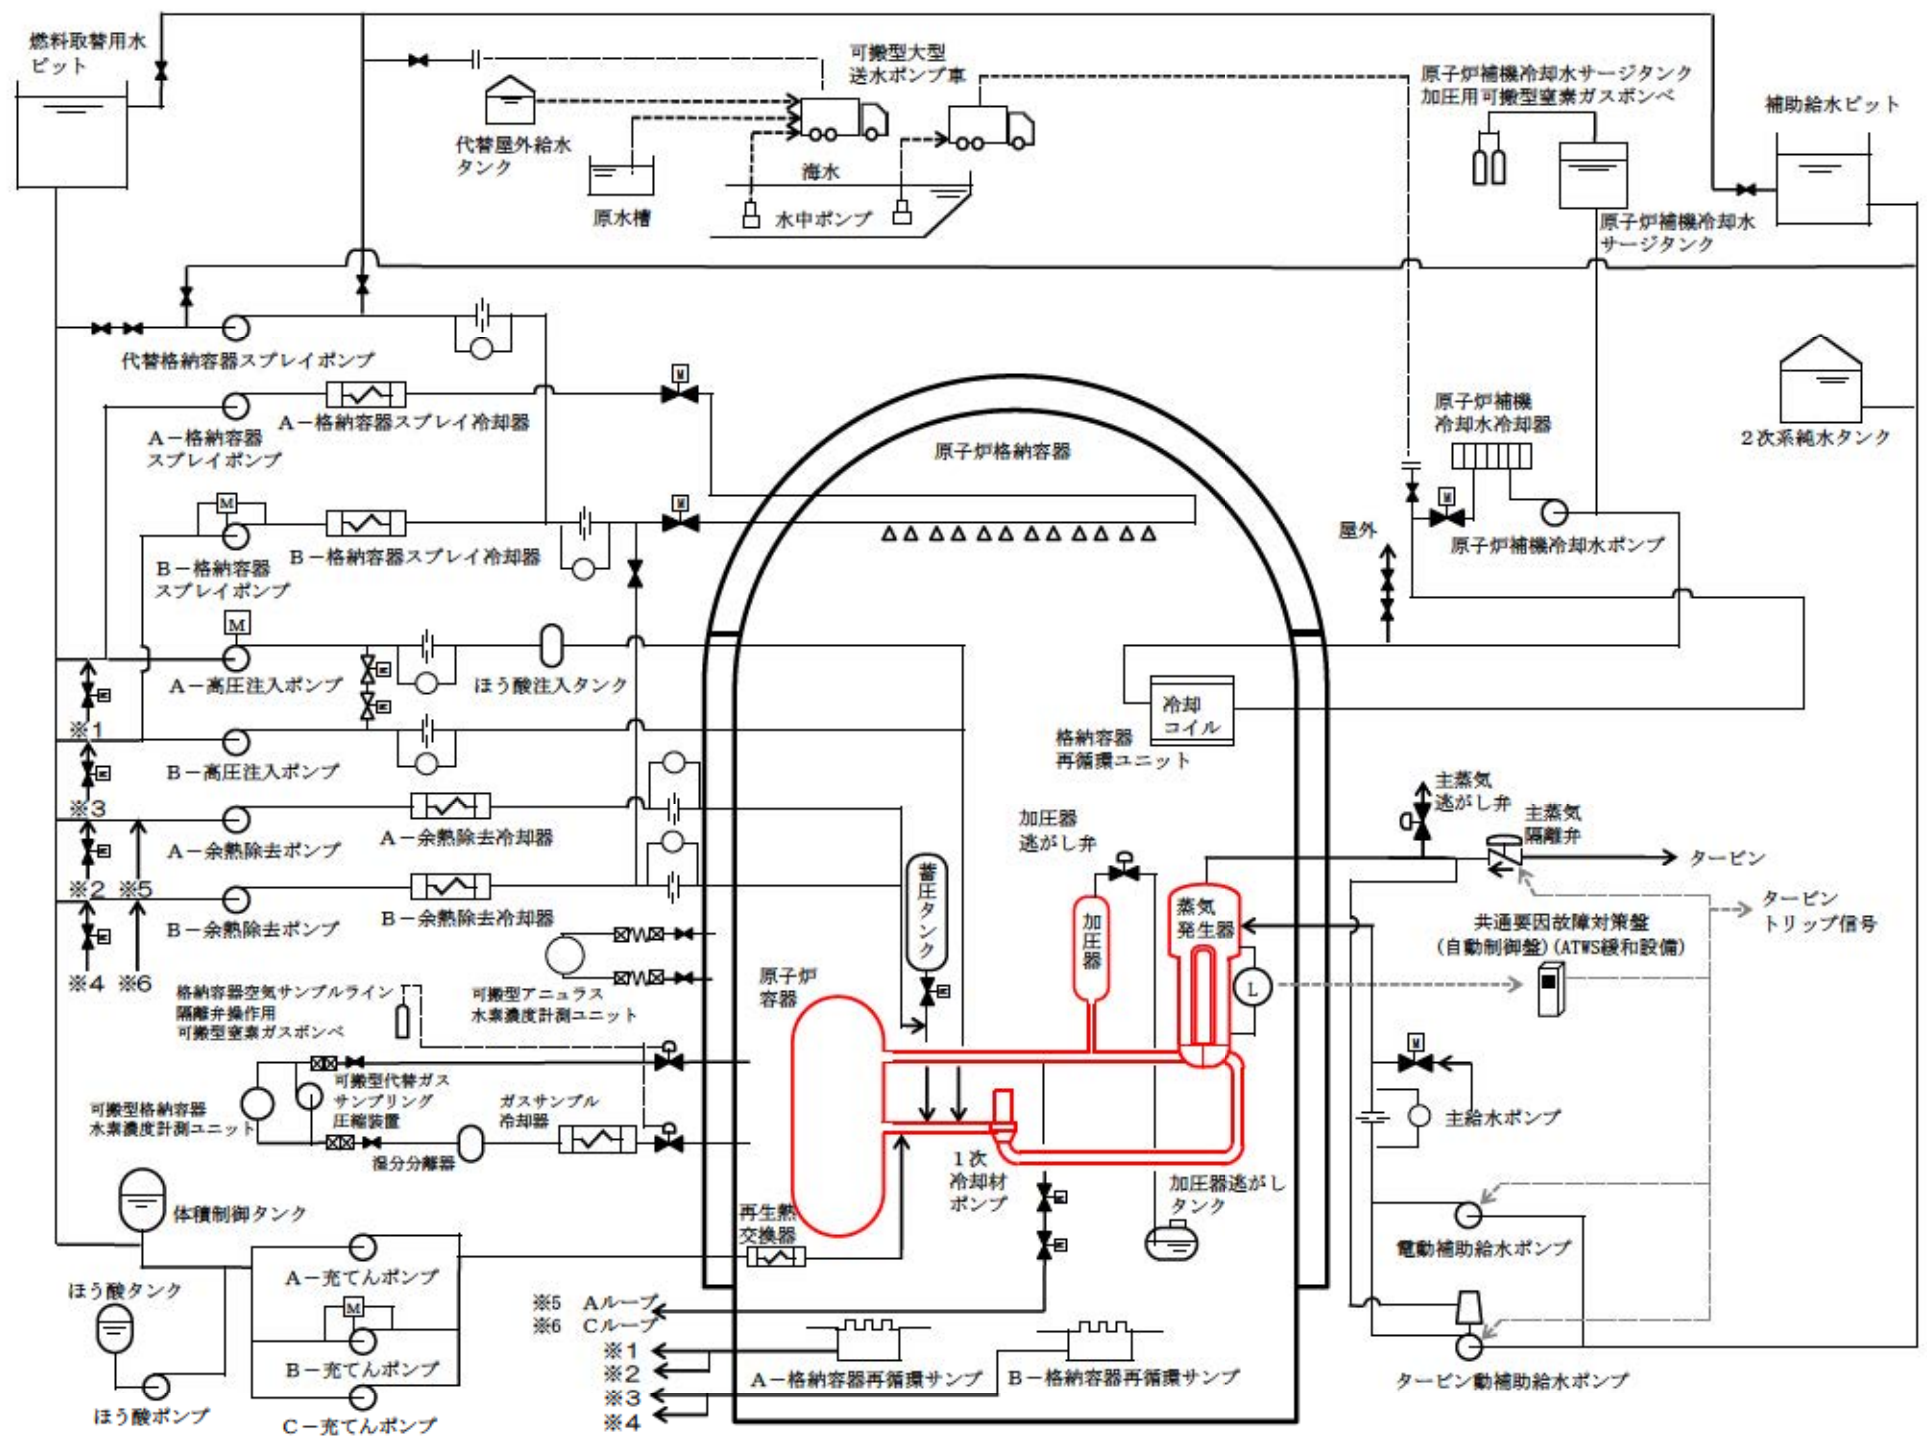 燃料取替用水
ピット
可搬型大型
送水ポンプ車
代替屋外給水
タンク
原水槽
海水
水中ポンプ
原子炉補機冷却水サージタンク
加圧用可搬型窒素ガスボンベ
補助給水ピット
原子炉補機冷却水
サージタンク
代替格納容器スプレイポンプ
M
A－格納容器スプレイ冷却器
A－格納容器
スプレイポンプ
原子炉格納容器
原子炉補機
冷却水冷却器
2次系純水タンク
M
M
M
B－格納容器スプレイ冷却器
B－格納容器
スプレイポンプ
屋外
原子炉補機冷却水ポンプ
M
A－高圧注入ポンプ
ほう酸注入タンク
※1
冷却
コイル
格納容器
再循環ユニット
B－高圧注入ポンプ
※3
A－余熱除去冷却器
A－余熱除去ポンプ
※2
※5
B－余熱除去冷却器
B－余熱除去ポンプ
※4
※6
加圧器
逃がし弁
主蒸気
逃がし弁
主蒸気
隔離弁
タービン
蓄圧タンク
加圧器
蒸気
発生器
タービン
トリップ信号
共通要因故障対策盤
(自動制御盤)(ATWS緩和設備)
L
原子炉
容器
格納容器空気サンプルライン
隔離弁操作用
可搬型窒素ガスボンベ
可搬型アニュラス
水素濃度計測ユニット
M
主給水ポンプ
可搬型格納容器
水素濃度計測ユニット
可搬型代替ガス
サンプリング
圧縮装置
ガスサンプル
冷却器
湿分分離器
1次
冷却材
ポンプ
加圧器逃がし
タンク
体積制御タンク
再生熱
交換器
電動補助給水ポンプ
A－充てんポンプ
ほう酸タンク
M
B－充てんポンプ
ほう酸ポンプ
C－充てんポンプ
※5 Aループ
※6 Cループ
※1
※2
※3
※4
A－格納容器再循環サンプ
B－格納容器再循環サンプ
タービン動補助給水ポンプ